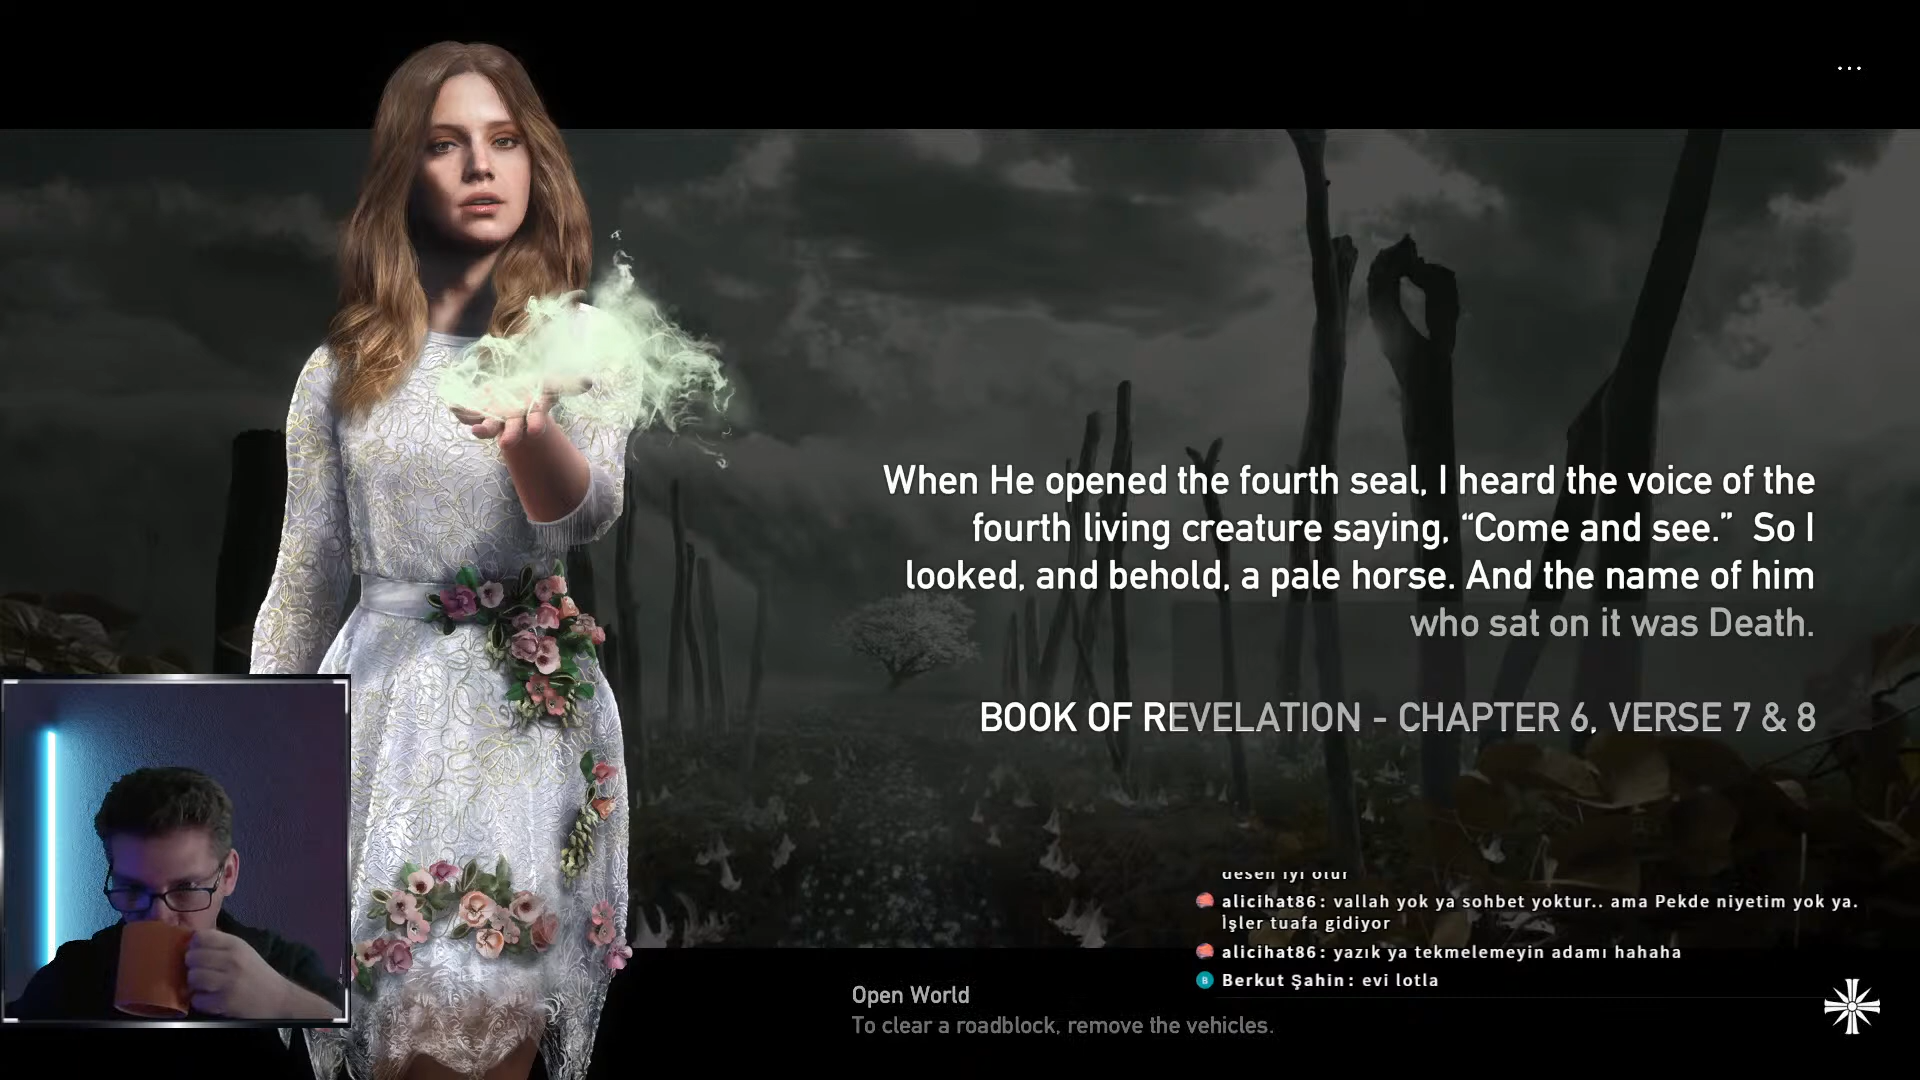 ...
When He opened the fourth seal, I heard the voice of the
fourth living creature saying, “Come and see.”  So I
looked, and behold, a pale horse. And the name of him
who sat on it was Death.
BOOK OF REVELATION - CHAPTER 6, VERSE 7 & 8
desen iyi olur
alicihat86: vallah yok ya sohbet yoktur.. ama Pekde niyetim yok ya.
İşler tuafa gidiyor
alicihat86: yazık ya tekmelemeyin adamı hahaha
B Berkut Şahin: evi lotla
Open World
To clear a roadblock, remove the vehicles.